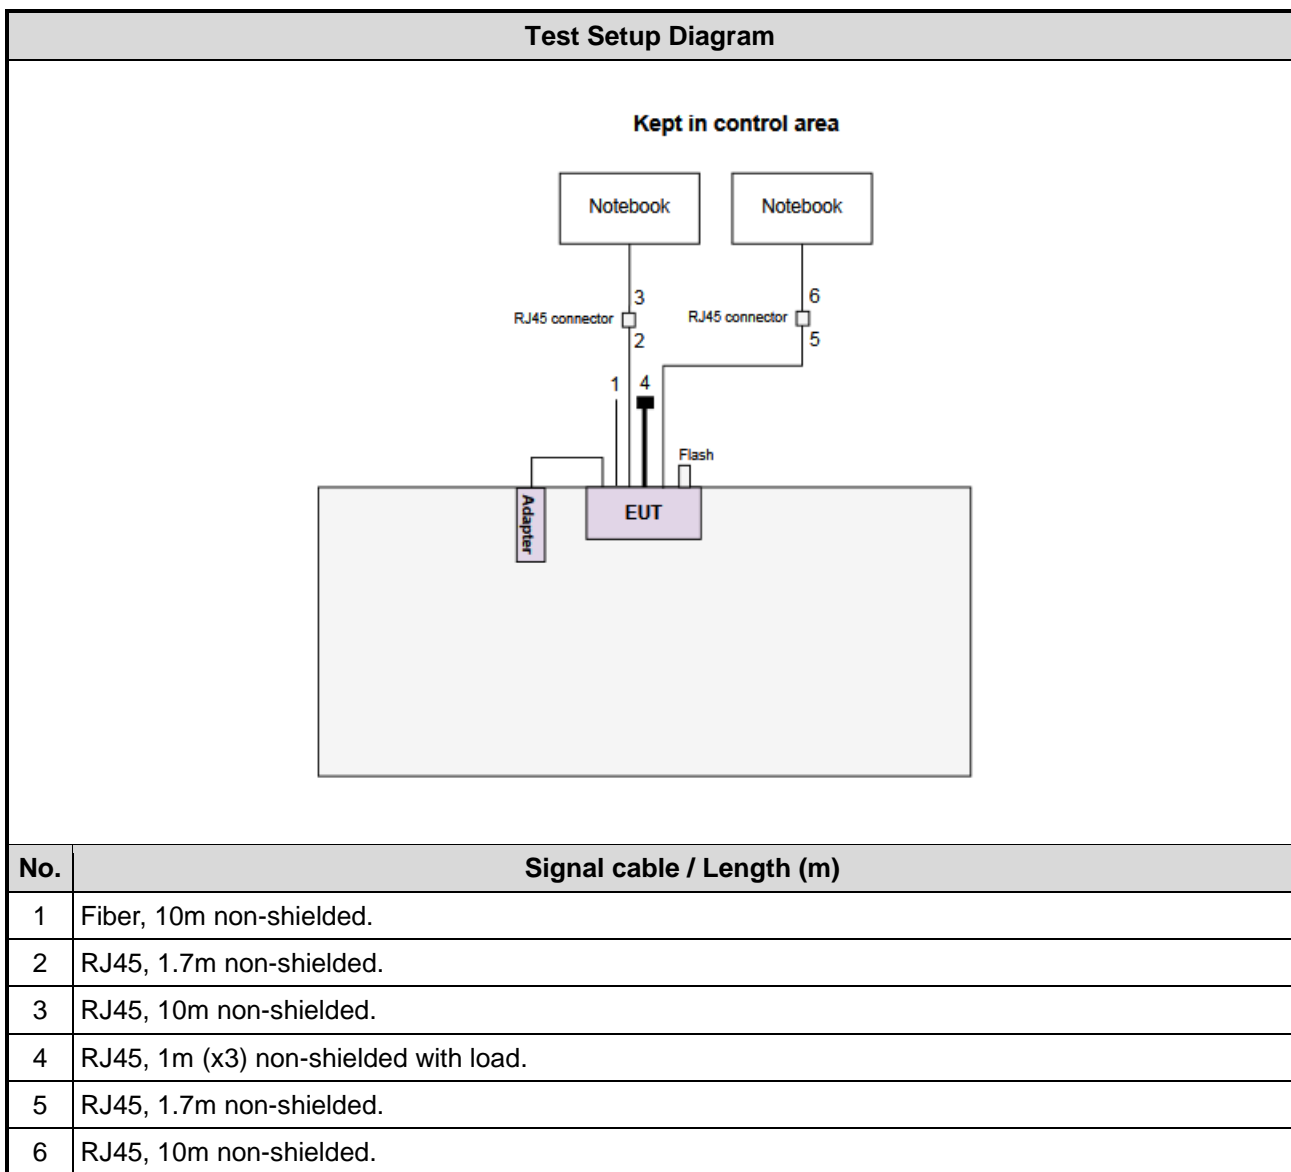 Test Setup Diagram
Kept in control area
Notebook
Notebook
3
6
RJ45 connector
RJ45 connector
2
5
1
4
Flash
Adapter
EUT
No.
Signal cable / Length (m)
1
Fiber, 10m non-shielded.
2
RJ45, 1.7m non-shielded.
3
RJ45, 10m non-shielded.
4
RJ45, 1m (x3) non-shielded with load.
5
RJ45, 1.7m non-shielded.
6
RJ45, 10m non-shielded.